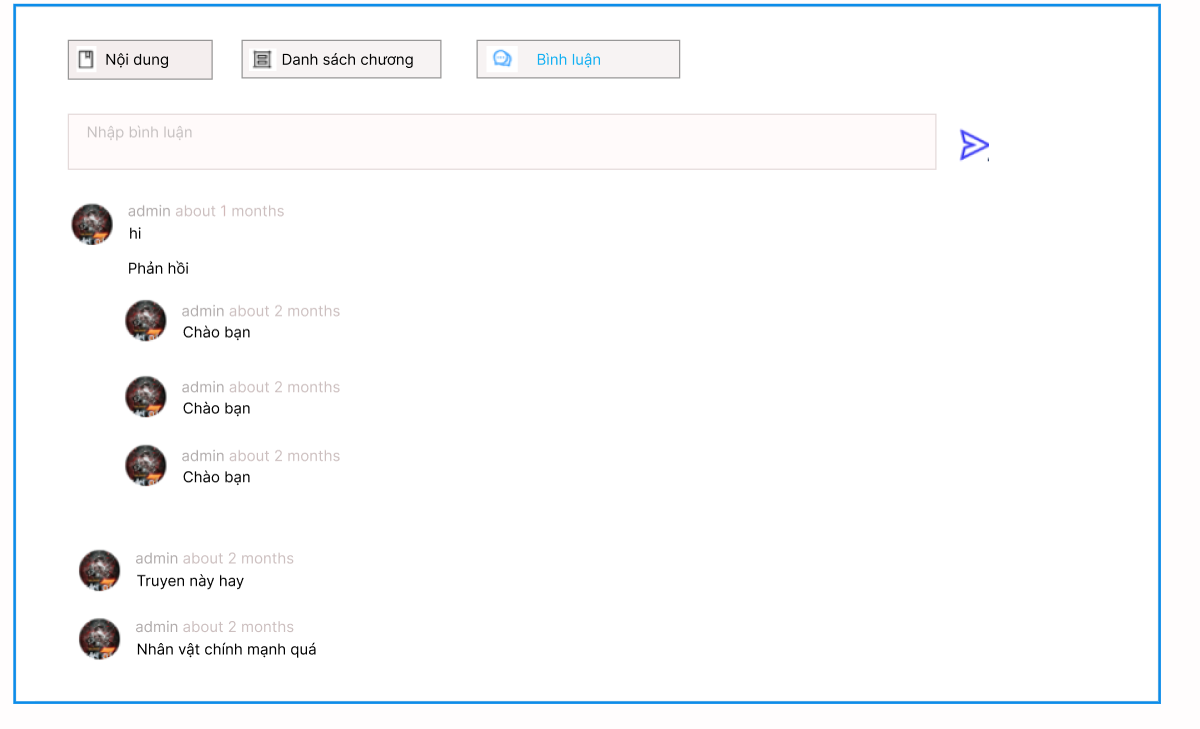 Nội dung
Danh sách chương
Bình luận
Nhập bình luận
admin about 1 months
hi
Phản hồi
admin about 2 months
Chào bạn
admin about 2 months
Chào bạn
admin about 2 months
Chào bạn
admin about 2 months
Truyen này hay
admin about 2 months
Nhân vật chính mạnh quá